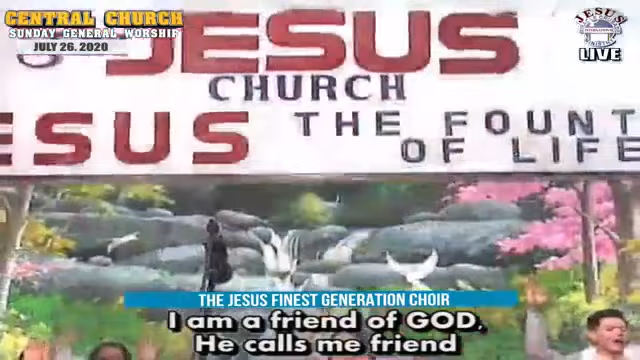 CENTRAL CHURCH
SUNDAY GENERAL WORSHIP
JULY 26. 2020
JESUS
LIVE
JESUS
CHURCH
ESUS
THE FOUNT
OF LIFE
THE JESUS FINEST GENERATION CHOIR
I am a friend of GOD,
He calls me friend